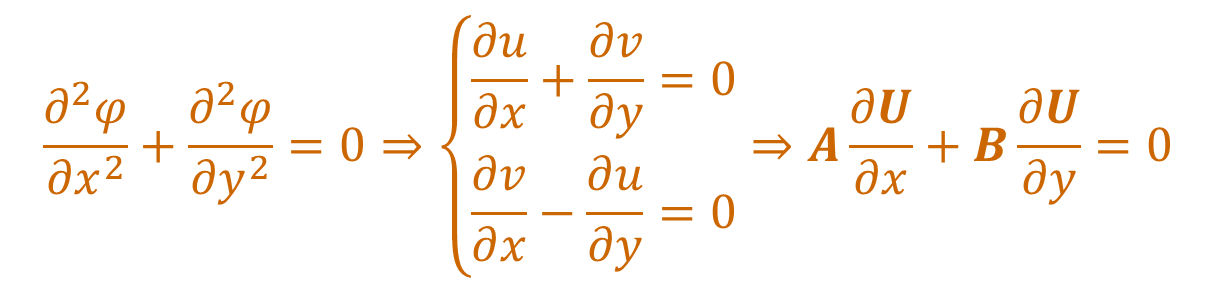 ∂²φ/∂x² + ∂²φ/∂y² = 0 ⇒ { ∂u/∂x + ∂v/∂y = 0
∂v/∂x − ∂u/∂y = 0 ⇒ A ∂U/∂x + B ∂U/∂y = 0